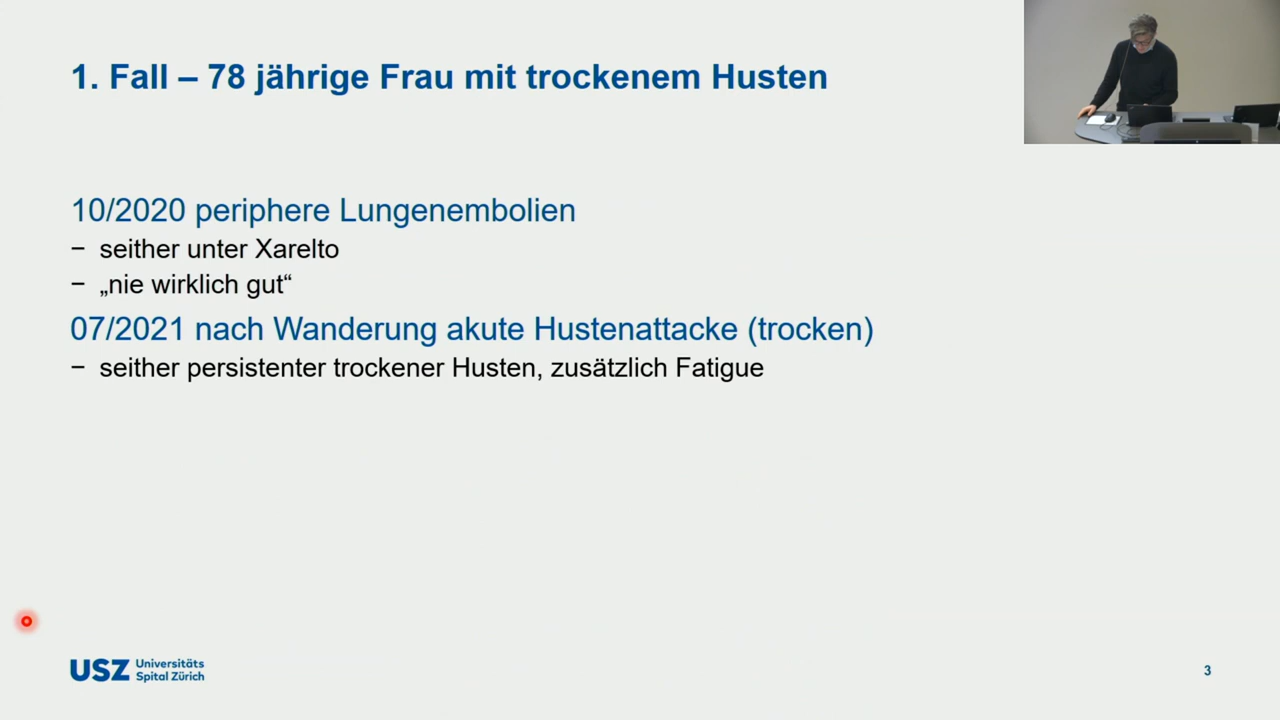 1. Fall – 78 jährige Frau mit trockenem Husten
10/2020 periphere Lungenembolien
− seither unter Xarelto
− „nie wirklich gut“
07/2021 nach Wanderung akute Hustenattacke (trocken)
− seither persistenter trockener Husten, zusätzlich Fatigue
USZ Universitäts
Spital Zürich
3